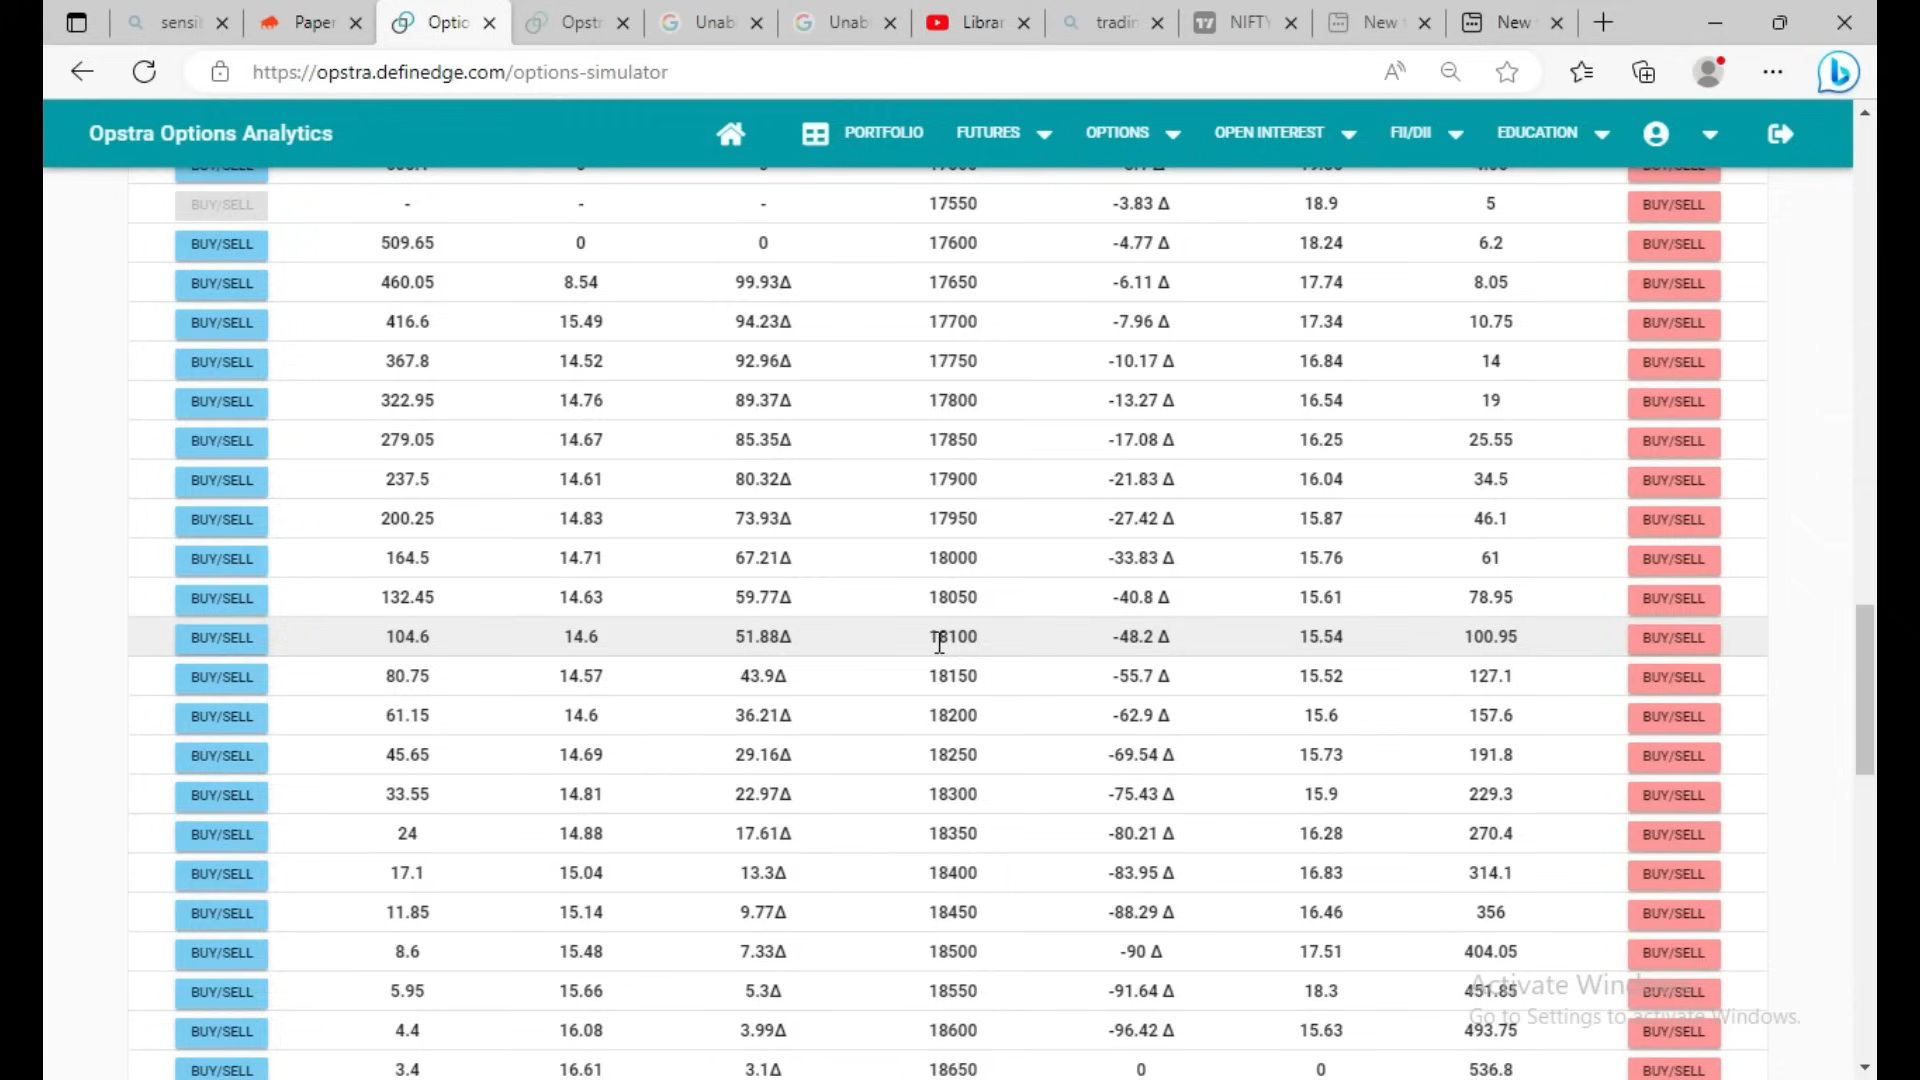 sensi
Paper
Optio
Opstr
Unab
Unab
Librar
tradin
NIFTY
New
New
https://opstra.definedge.com/options-simulator
Opstra Options Analytics PORTFOLIO FUTURES OPTIONS OPEN INTEREST FII/DII EDUCATION
BUY/SELL - - - 17550 -3.83 Δ 18.9 5 BUY/SELL
BUY/SELL 509.65 0 0 17600 -4.77 Δ 18.24 6.2 BUY/SELL
BUY/SELL 460.05 8.54 99.93Δ 17650 -6.11 Δ 17.74 8.05 BUY/SELL
BUY/SELL 416.6 15.49 94.23Δ 17700 -7.96 Δ 17.34 10.75 BUY/SELL
BUY/SELL 367.8 14.52 92.96Δ 17750 -10.17 Δ 16.84 14 BUY/SELL
BUY/SELL 322.95 14.76 89.37Δ 17800 -13.27 Δ 16.54 19 BUY/SELL
BUY/SELL 279.05 14.67 85.35Δ 17850 -17.08 Δ 16.25 25.55 BUY/SELL
BUY/SELL 237.5 14.61 80.32Δ 17900 -21.83 Δ 16.04 34.5 BUY/SELL
BUY/SELL 200.25 14.83 73.93Δ 17950 -27.42 Δ 15.87 46.1 BUY/SELL
BUY/SELL 164.5 14.71 67.21Δ 18000 -33.83 Δ 15.76 61 BUY/SELL
BUY/SELL 132.45 14.63 59.77Δ 18050 -40.8 Δ 15.61 78.95 BUY/SELL
BUY/SELL 104.6 14.6 51.88Δ 18100 -48.2 Δ 15.54 100.95 BUY/SELL
BUY/SELL 80.75 14.57 43.9Δ 18150 -55.7 Δ 15.52 127.1 BUY/SELL
BUY/SELL 61.15 14.6 36.21Δ 18200 -62.9 Δ 15.6 157.6 BUY/SELL
BUY/SELL 45.65 14.69 29.16Δ 18250 -69.54 Δ 15.73 191.8 BUY/SELL
BUY/SELL 33.55 14.81 22.97Δ 18300 -75.43 Δ 15.9 229.3 BUY/SELL
BUY/SELL 24 14.88 17.61Δ 18350 -80.21 Δ 16.28 270.4 BUY/SELL
BUY/SELL 17.1 15.04 13.3Δ 18400 -83.95 Δ 16.83 314.1 BUY/SELL
BUY/SELL 11.85 15.14 9.77Δ 18450 -88.29 Δ 16.46 356 BUY/SELL
BUY/SELL 8.6 15.48 7.33Δ 18500 -90 Δ 17.51 404.05 BUY/SELL
BUY/SELL 5.95 15.66 5.3Δ 18550 -91.64 Δ 18.3 451.85 BUY/SELL
BUY/SELL 4.4 16.08 3.99Δ 18600 -96.42 Δ 15.63 493.75 BUY/SELL
BUY/SELL 3.4 16.61 3.1Δ 18650 0 0 536.8 BUY/SELL
Activate Win
Go to Settings to activate Windows.